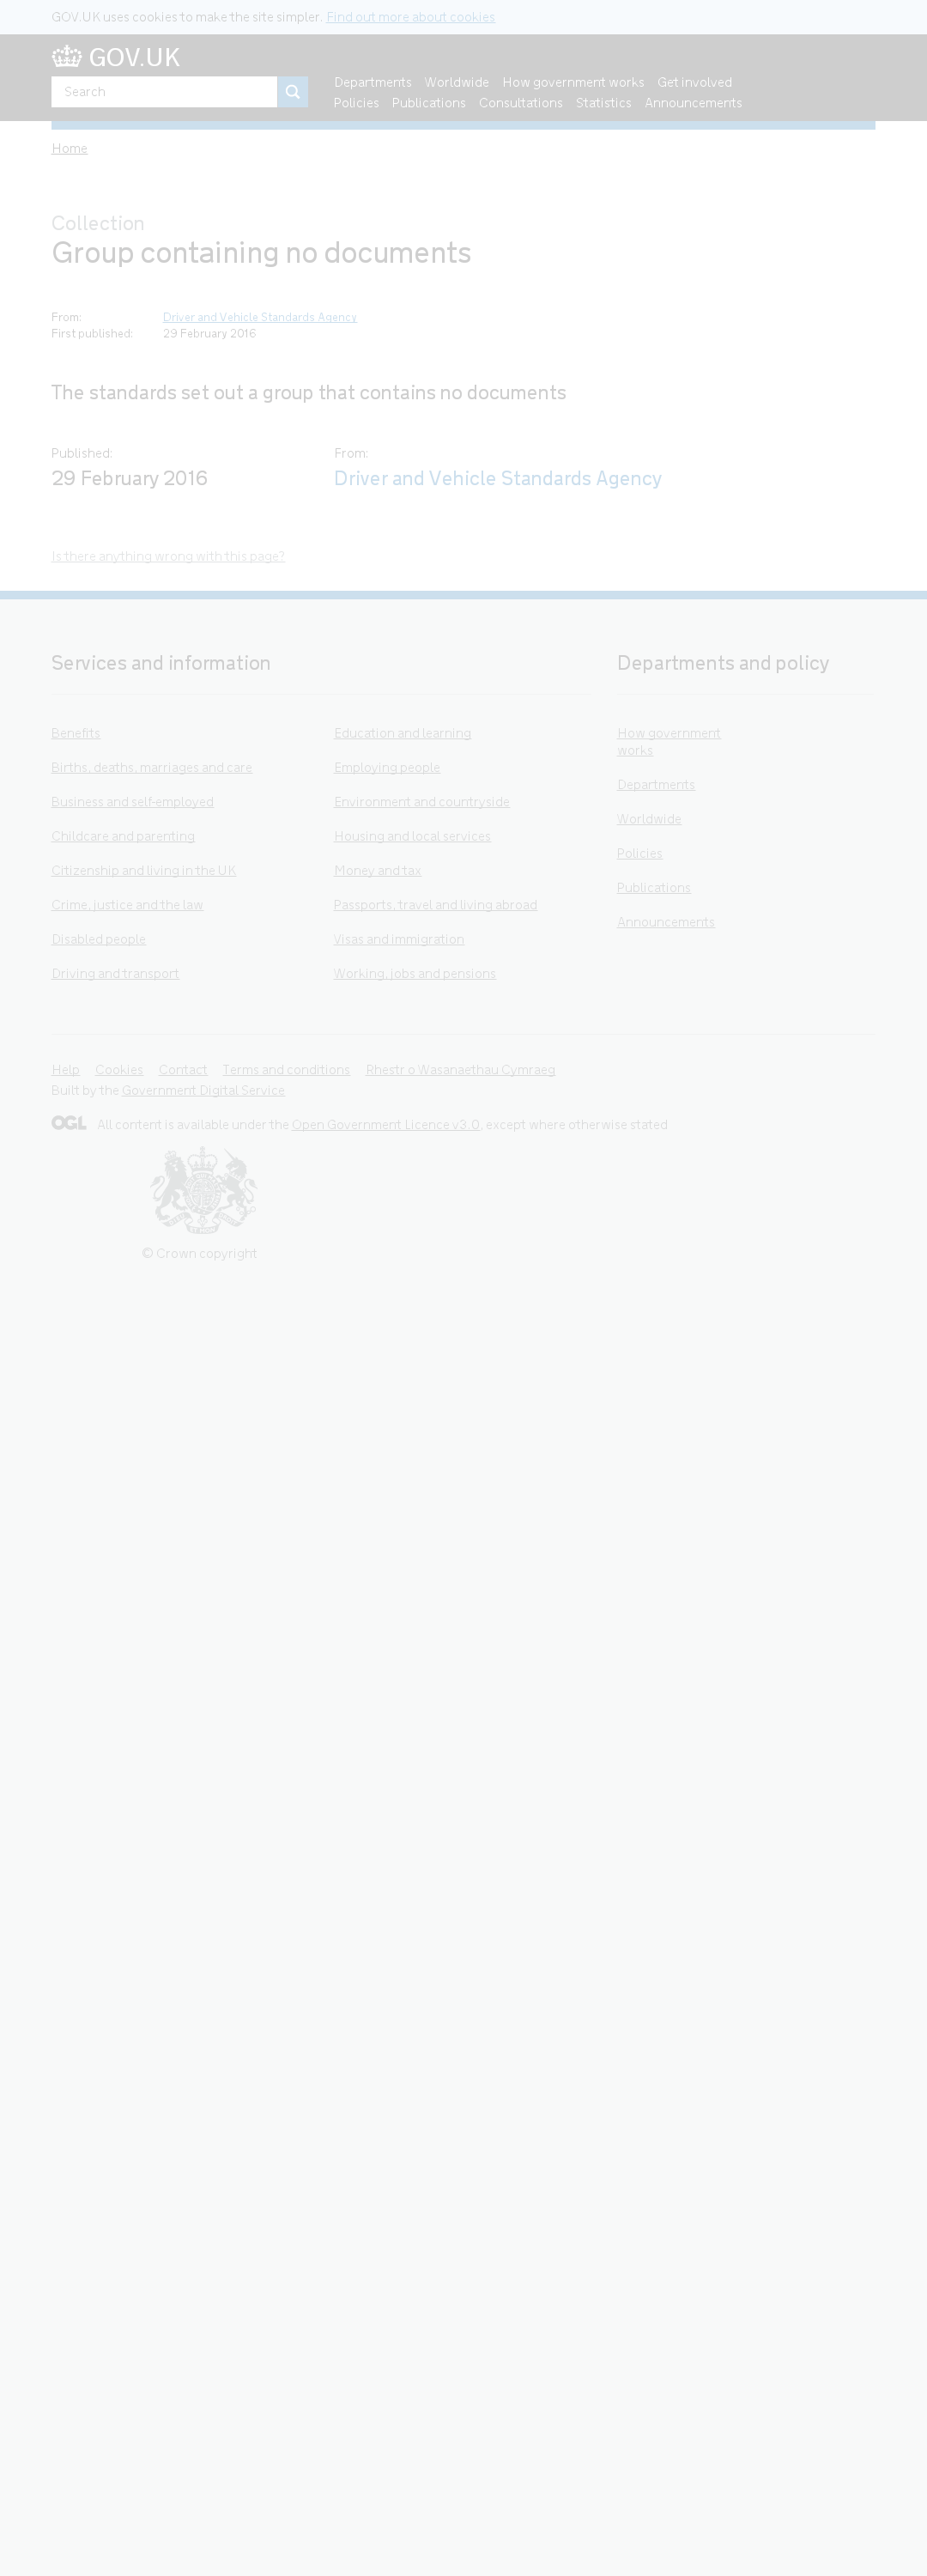 GOV.UK uses cookies to make the site simpler. Find out more about cookies
GOV.UK
Search
Departments Worldwide How government works Get involved
Policies Publications Consultations Statistics Announcements
Home
Collection
Group containing no documents
From: Driver and Vehicle Standards Agency
First published: 29 February 2016
The standards set out a group that contains no documents
Published: From:
29 February 2016 Driver and Vehicle Standards Agency
Is there anything wrong with this page?
Services and information
Benefits
Births, deaths, marriages and care
Business and self-employed
Childcare and parenting
Citizenship and living in the UK
Crime, justice and the law
Disabled people
Driving and transport
Education and learning
Employing people
Environment and countryside
Housing and local services
Money and tax
Passports, travel and living abroad
Visas and immigration
Working, jobs and pensions
Departments and policy
How government
works
Departments
Worldwide
Policies
Publications
Announcements
Help Cookies Contact Terms and conditions Rhestr o Wasanaethau Cymraeg
Built by the Government Digital Service
OGL All content is available under the Open Government Licence v3.0, except where otherwise stated
© Crown copyright